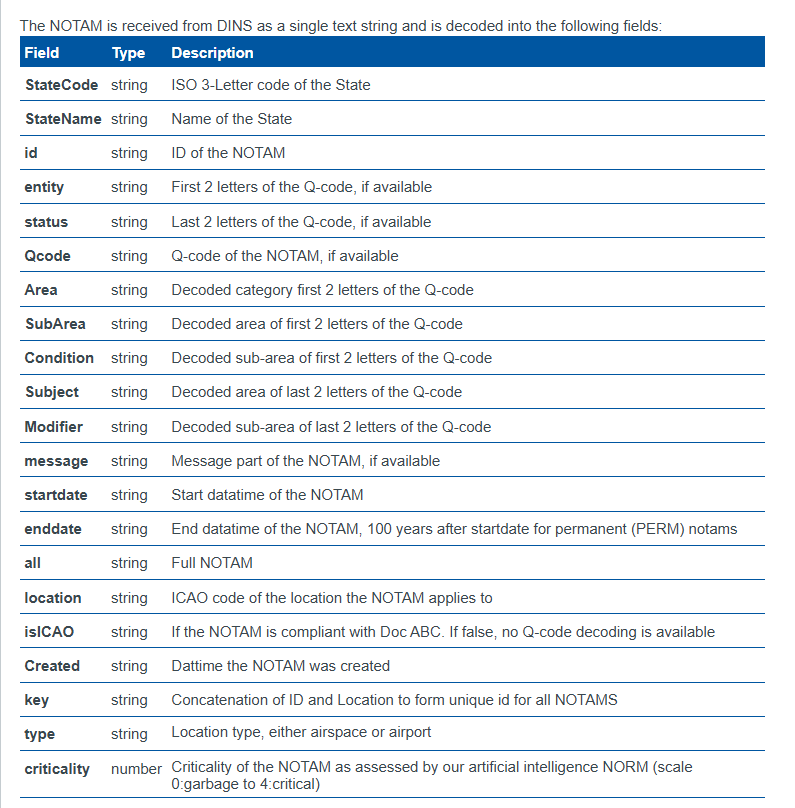 The NOTAM is received from DINS as a single text string and is decoded into the following fields:
Field Type Description
StateCode string ISO 3-Letter code of the State
StateName string Name of the State
id string ID of the NOTAM
entity string First 2 letters of the Q-code, if available
status string Last 2 letters of the Q-code, if available
Qcode string Q-code of the NOTAM, if available
Area string Decoded category first 2 letters of the Q-code
SubArea string Decoded area of first 2 letters of the Q-code
Condition string Decoded sub-area of first 2 letters of the Q-code
Subject string Decoded area of last 2 letters of the Q-code
Modifier string Decoded sub-area of last 2 letters of the Q-code
message string Message part of the NOTAM, if available
startdate string Start datatime of the NOTAM
enddate string End datatime of the NOTAM, 100 years after startdate for permanent (PERM) notams
all string Full NOTAM
location string ICAO code of the location the NOTAM applies to
isICAO string If the NOTAM is compliant with Doc ABC. If false, no Q-code decoding is available
Created string Dattime the NOTAM was created
key string Concatenation of ID and Location to form unique id for all NOTAMS
type string Location type, either airspace or airport
criticality number Criticality of the NOTAM as assessed by our artificial intelligence NORM (scale
0:garbage to 4:critical)